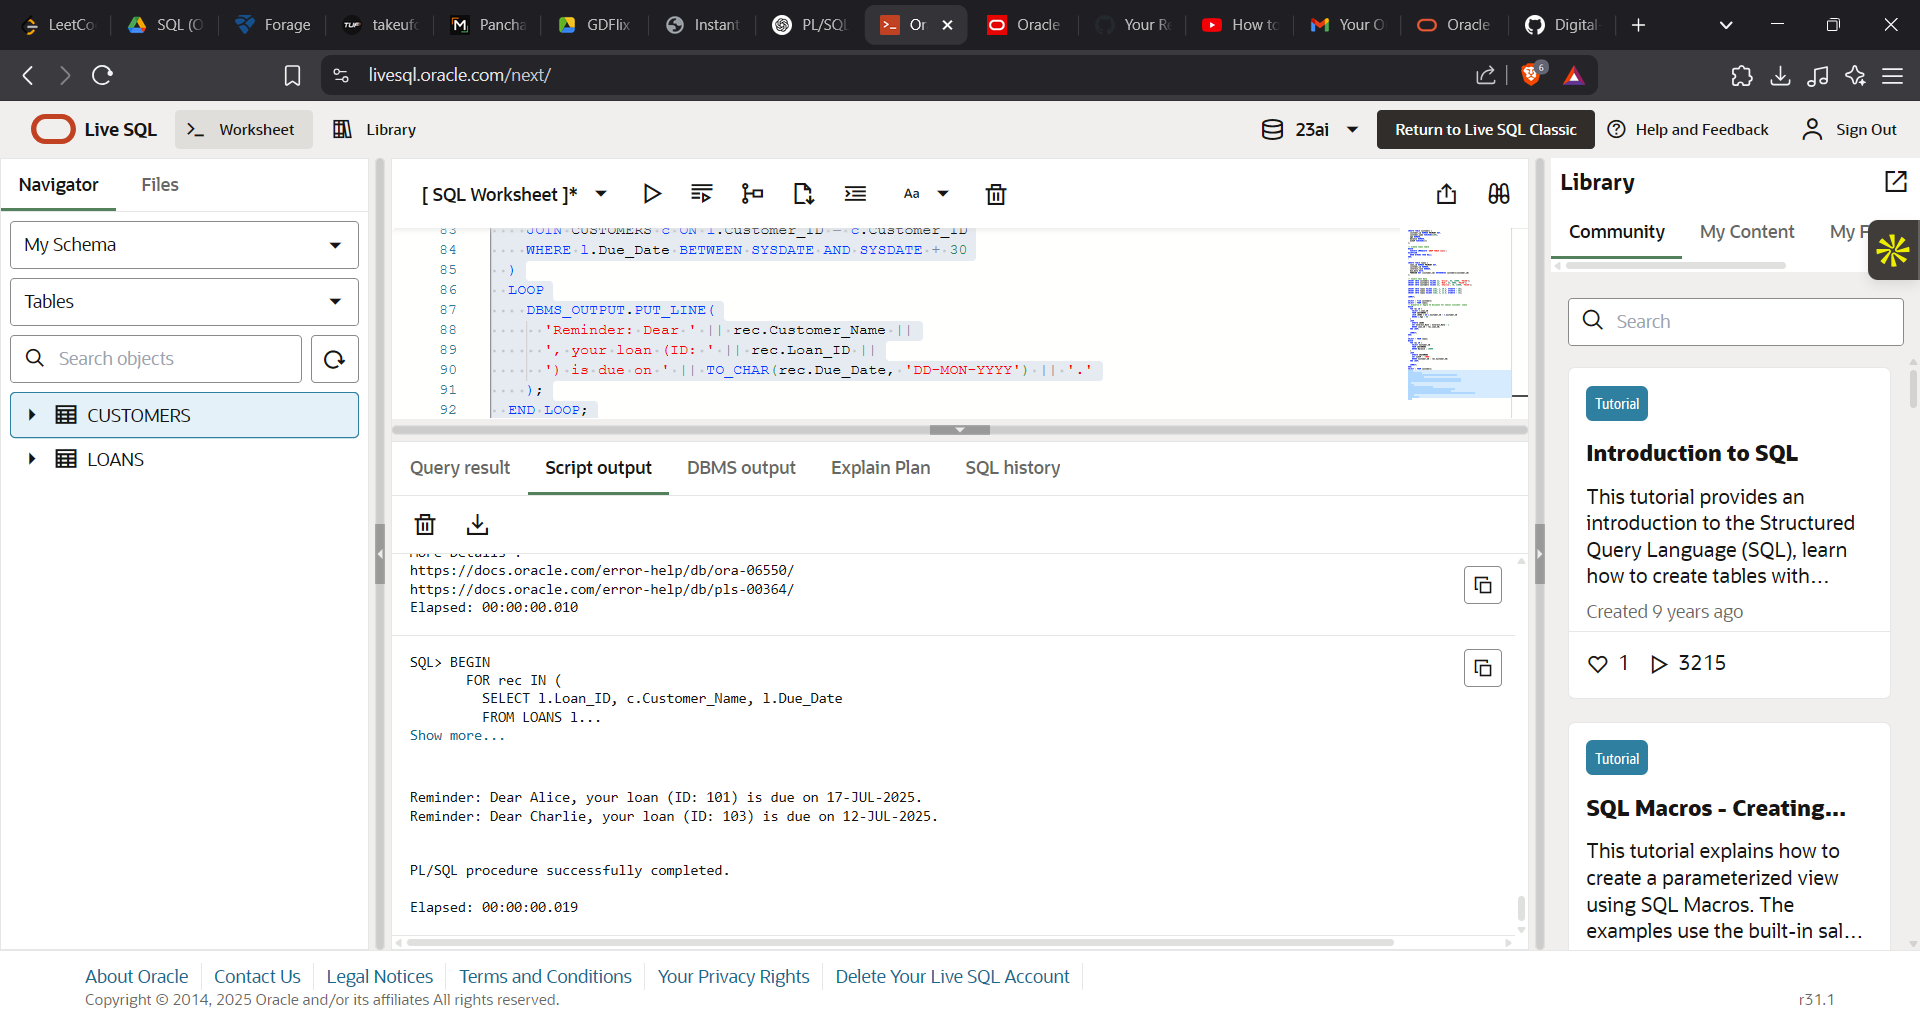 LeetCo
SQL (O
Forage
takeufo
Pancha
GDFlix
Instant
PL/SQL
Or
Oracle
Your Re
How to
Your O
Oracle
Digital
livesql.oracle.com/next/
6
Live SQL
Worksheet
Library
23ai
Return to Live SQL Classic
Help and Feedback
Sign Out
Navigator
Files
My Schema
Tables
Search objects
CUSTOMERS
LOANS
[ SQL Worksheet ]*
Aa
83 JOIN CUSTOMERS c ON l.Customer_ID = c.Customer_ID
84 WHERE l.Due_Date BETWEEN SYSDATE AND SYSDATE + 30
85 )
86 LOOP
87 DBMS_OUTPUT.PUT_LINE(
88 'Reminder: Dear ' || rec.Customer_Name ||
89 ', your loan (ID: ' || rec.Loan_ID ||
90 ') is due on ' || TO_CHAR(rec.Due_Date, 'DD-MON-YYYY') || '.'
91 );
92 END LOOP;
Query result
Script output
DBMS output
Explain Plan
SQL history
More Details :
https://docs.oracle.com/error-help/db/ora-06550/
https://docs.oracle.com/error-help/db/pls-00364/
Elapsed: 00:00:00.010
SQL> BEGIN
FOR rec IN (
SELECT l.Loan_ID, c.Customer_Name, l.Due_Date
FROM LOANS l...
Show more...
Reminder: Dear Alice, your loan (ID: 101) is due on 17-JUL-2025.
Reminder: Dear Charlie, your loan (ID: 103) is due on 12-JUL-2025.
PL/SQL procedure successfully completed.
Elapsed: 00:00:00.019
Library
Community
My Content
My F
Search
Tutorial
Introduction to SQL
This tutorial provides an
introduction to the Structured
Query Language (SQL), learn
how to create tables with...
Created 9 years ago
1
3215
Tutorial
SQL Macros - Creating...
This tutorial explains how to
create a parameterized view
using SQL Macros. The
examples use the built-in sal...
About Oracle
Contact Us
Legal Notices
Terms and Conditions
Your Privacy Rights
Delete Your Live SQL Account
Copyright © 2014, 2025 Oracle and/or its affiliates All rights reserved.
r31.1